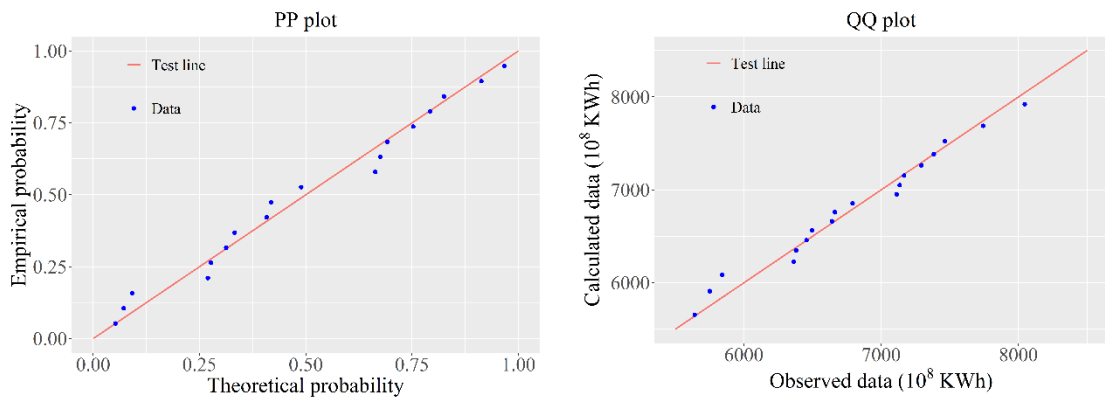 PP plot
1.00
0.75
0.50
0.25
0.00
Empirical probability
Test line
Data
0.00 0.25 0.50 0.75 1.00
Theoretical probability
QQ plot
8000
7000
6000
Calculated data (10⁸ KWh)
Test line
Data
6000 7000 8000
Observed data (10⁸ KWh)